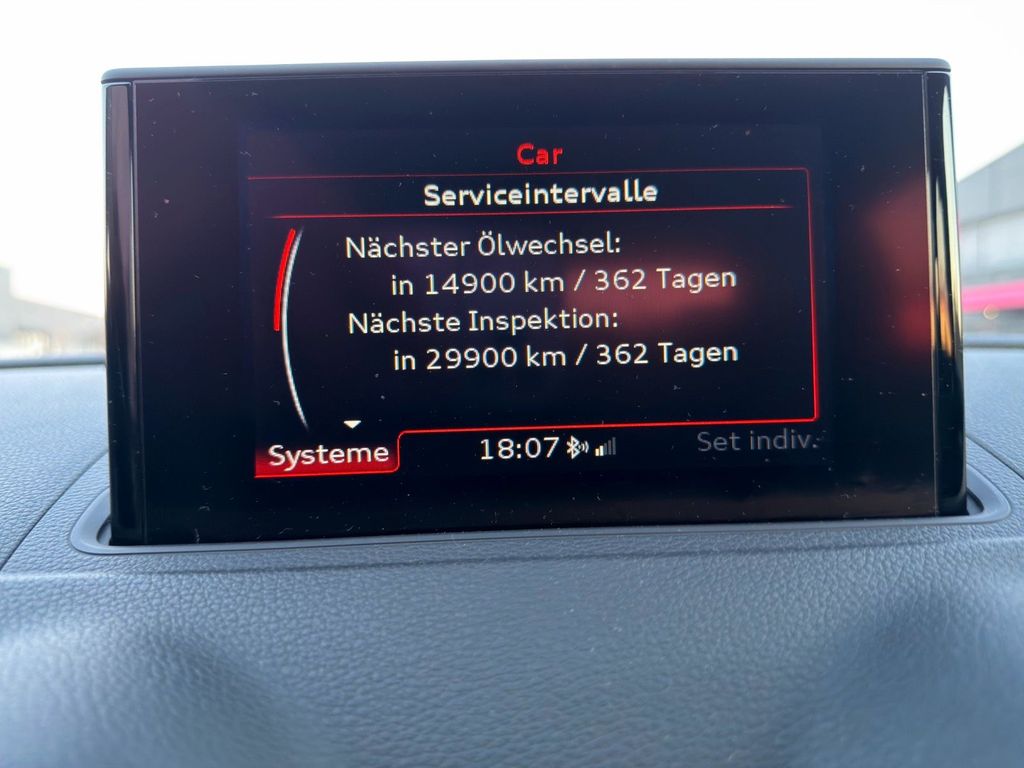 Car
Serviceintervalle
Nächster Ölwechsel:
in 14900 km / 362 Tagen
Nächste Inspektion:
in 29900 km / 362 Tagen
Systeme 18:07 Set indiv.